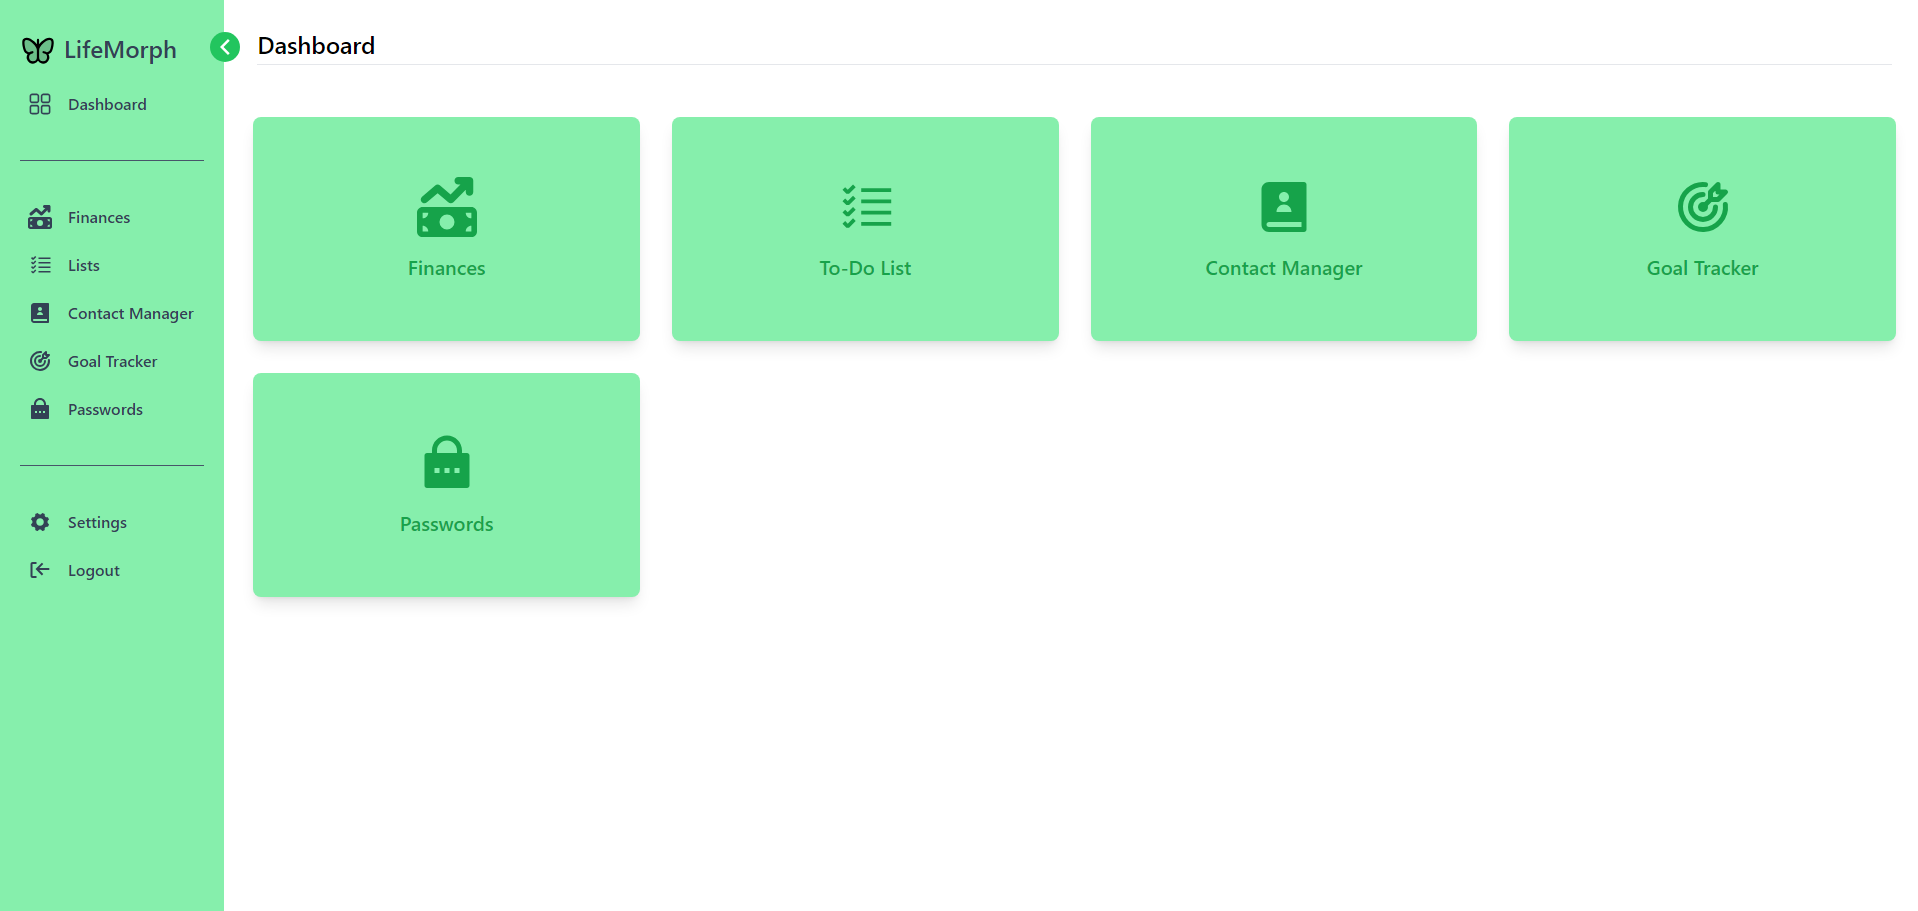 LifeMorph
Dashboard
Finances
Lists
Contact Manager
Goal Tracker
Passwords
Settings
Logout
Dashboard
Finances
To-Do List
Contact Manager
Goal Tracker
Passwords